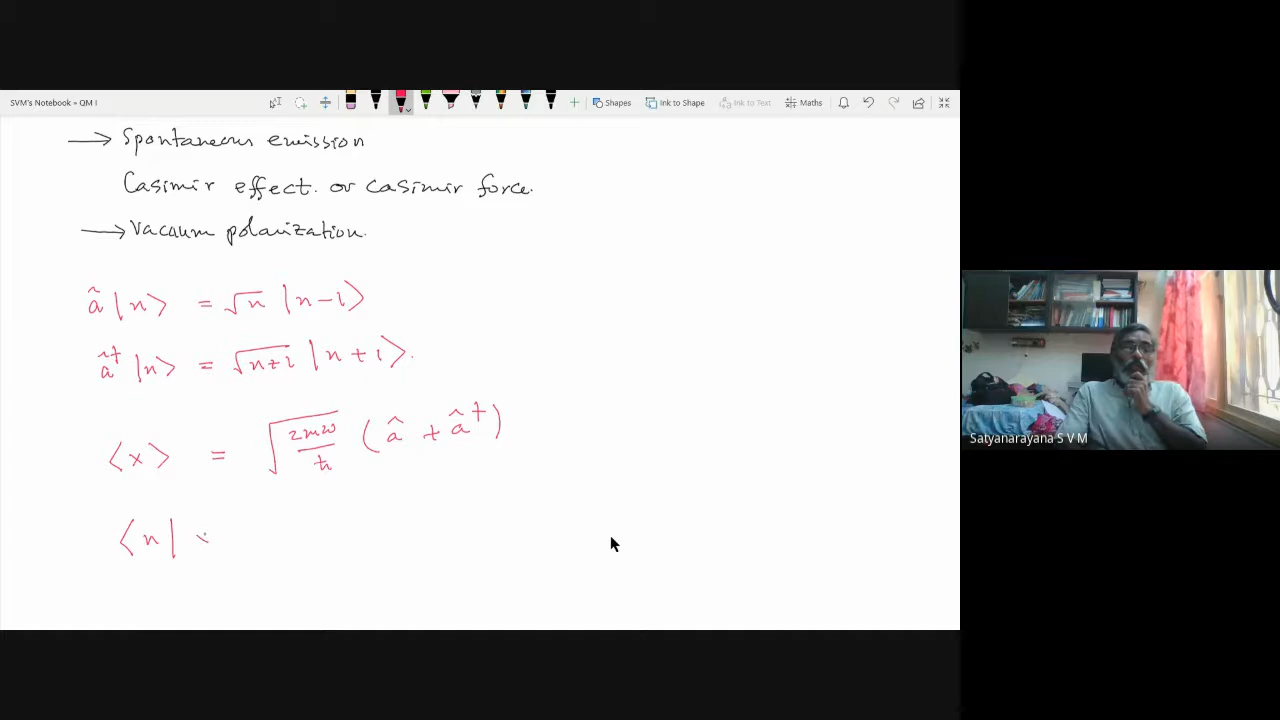 SVM's Notebook » QM I
Shapes Ink to Shape Ink to Text Maths
→ Spontaneous emission
Casimir effect. or casimir force.
→ Vacuum polarization.
â |n⟩ = √n |n-1⟩
â† |n⟩ = √n+1 |n+1⟩.
⟨x⟩ = √2mω/ħ (â + â†)
⟨n|
Satyanarayana S V M